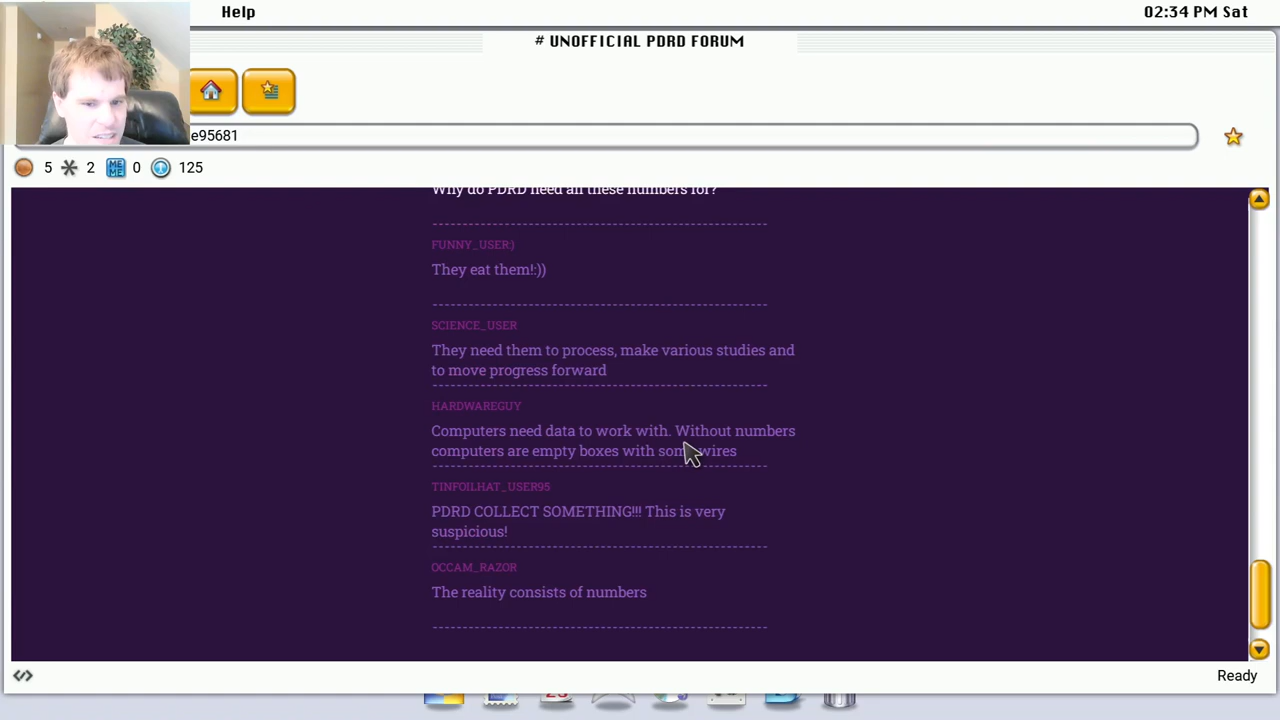 Help
02:34 PM Sat
# UNOFFICIAL PDRD FORUM
e95681
5
2
MEME
0
125
Why do PDRD need all these numbers for?
FUNNY_USER:)
They eat them!:))
SCIENCE_USER
They need them to process, make various studies and
to move progress forward
HARDWAREGUY
Computers need data to work with. Without numbers
computers are empty boxes with some wires
TINFOILHAT_USER95
PDRD COLLECT SOMETHING!!! This is very
suspicious!
OCCAM_RAZOR
The reality consists of numbers
Ready